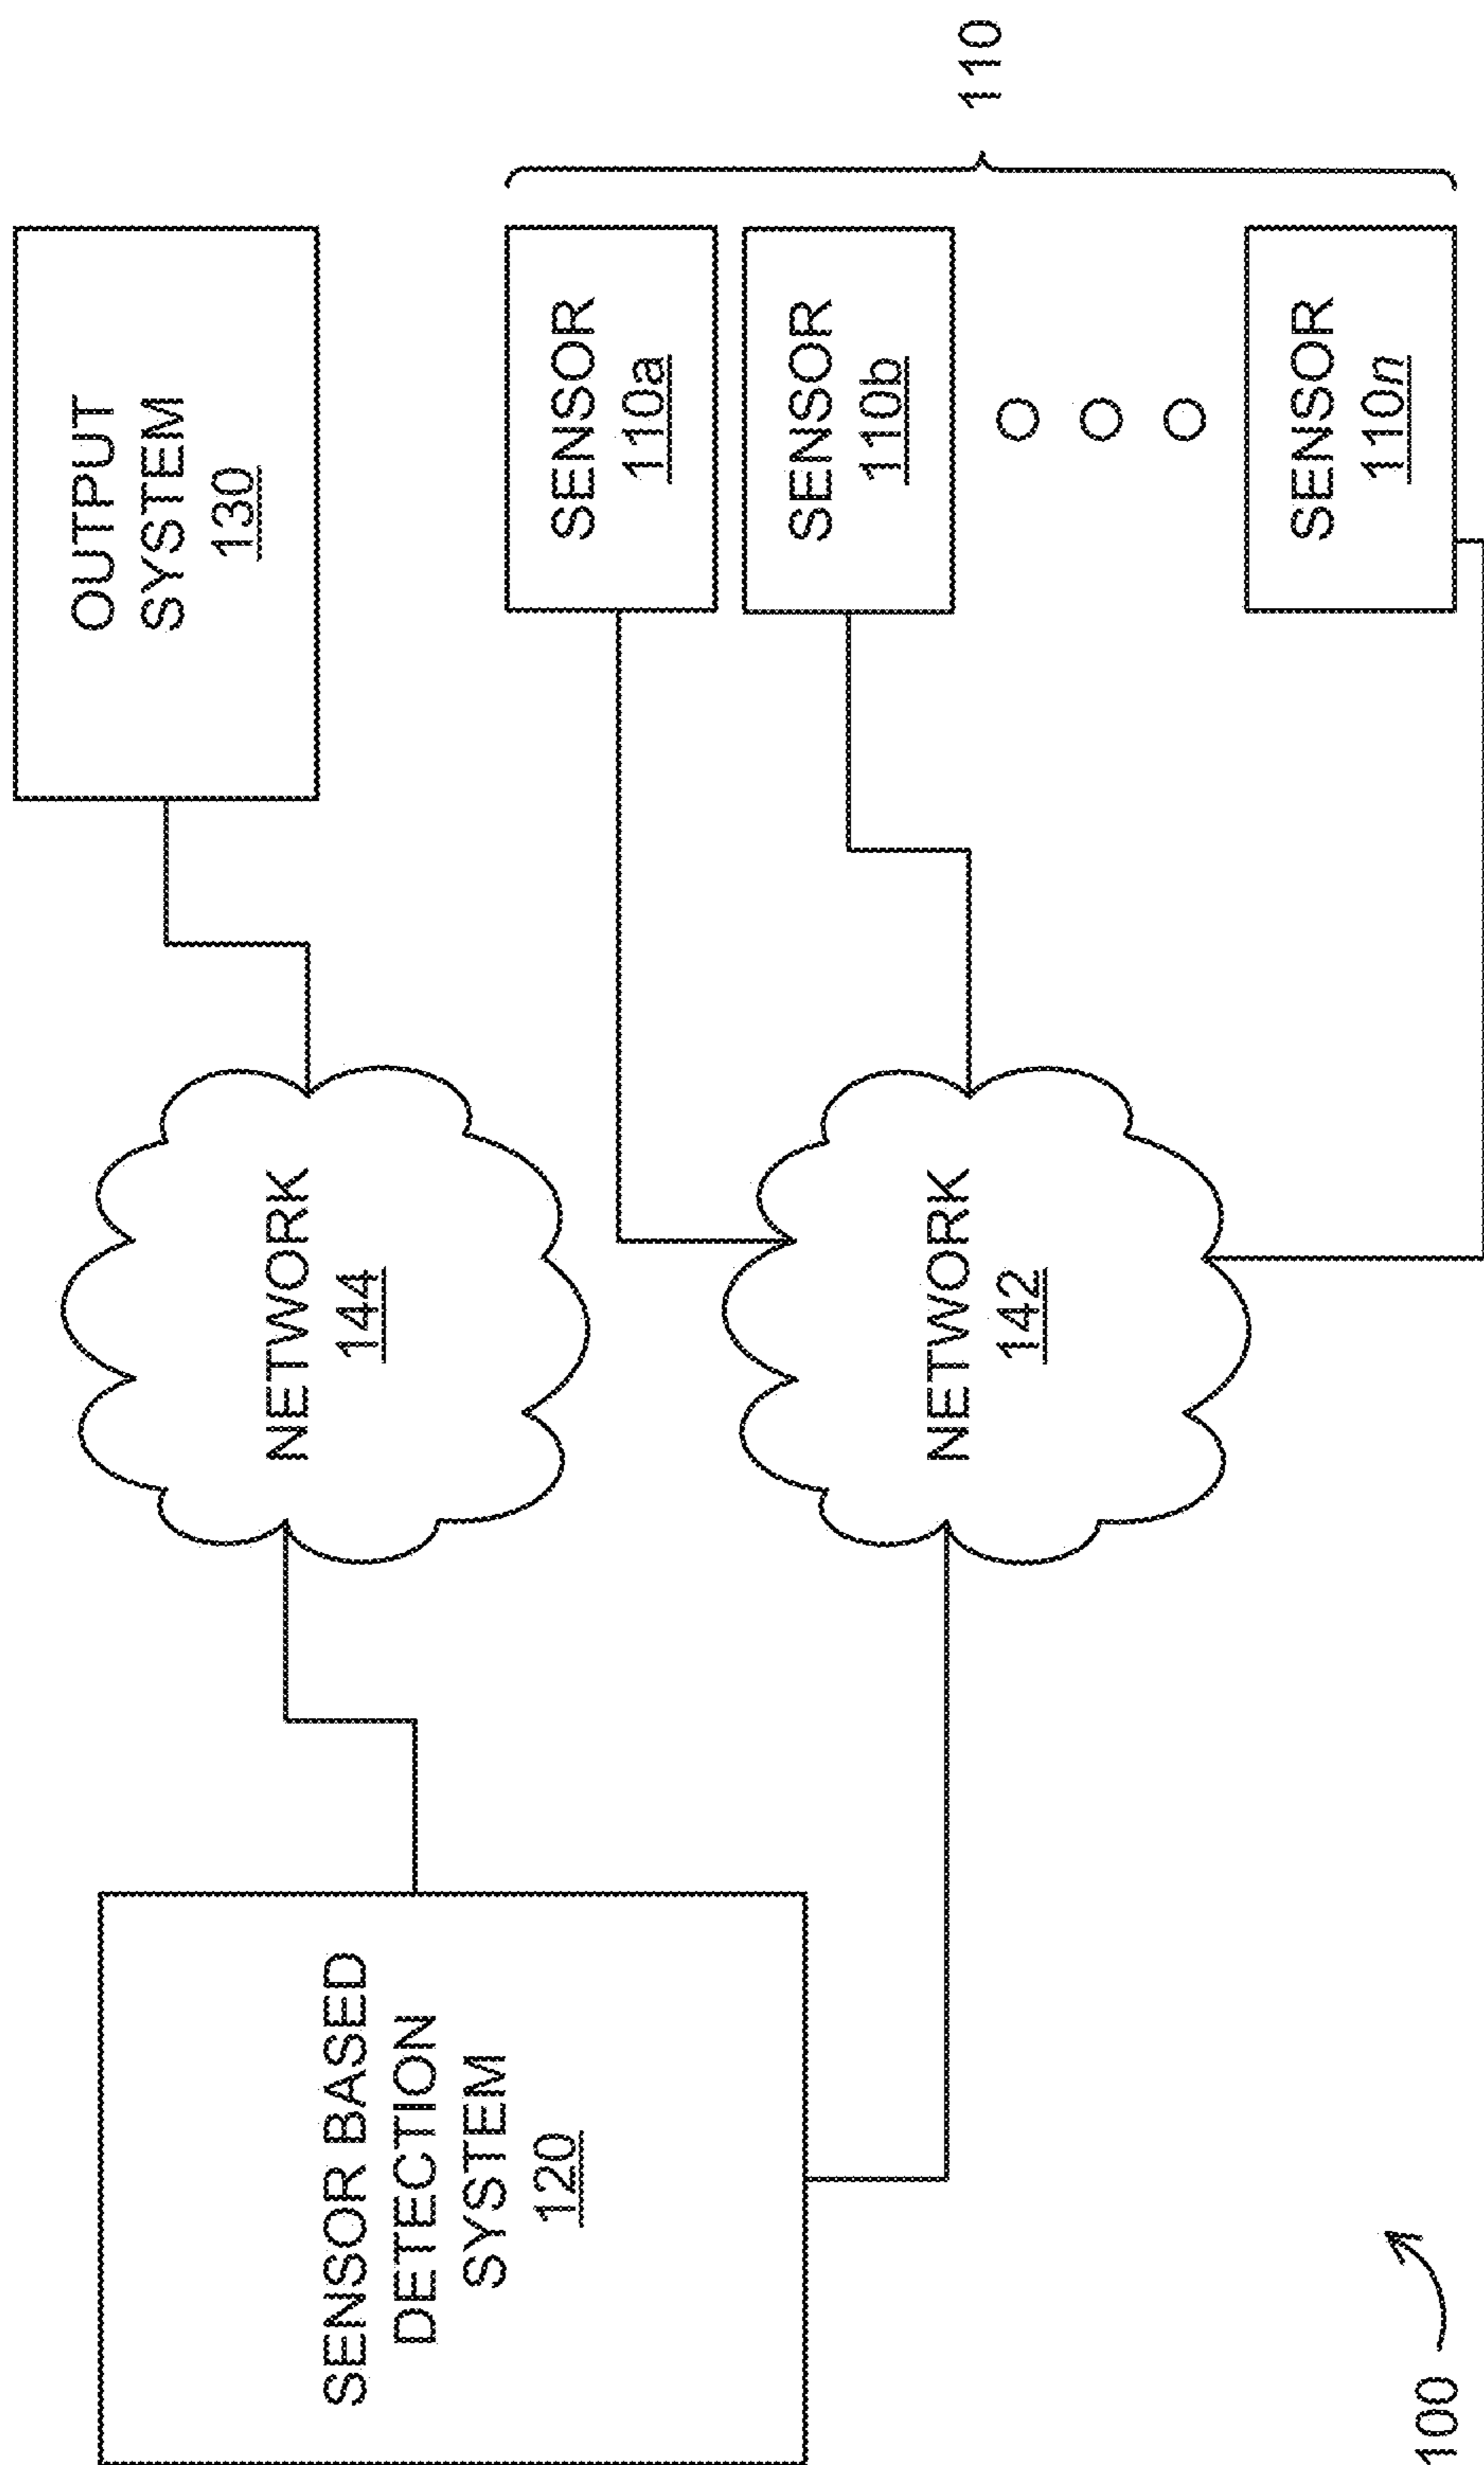 OUTPUT
SYSTEM
130
SENSOR BASED
DETECTION
SYSTEM
120
NETWORK
144
NETWORK
142
SENSOR
110a
SENSOR
110b
SENSOR
110n
110
100